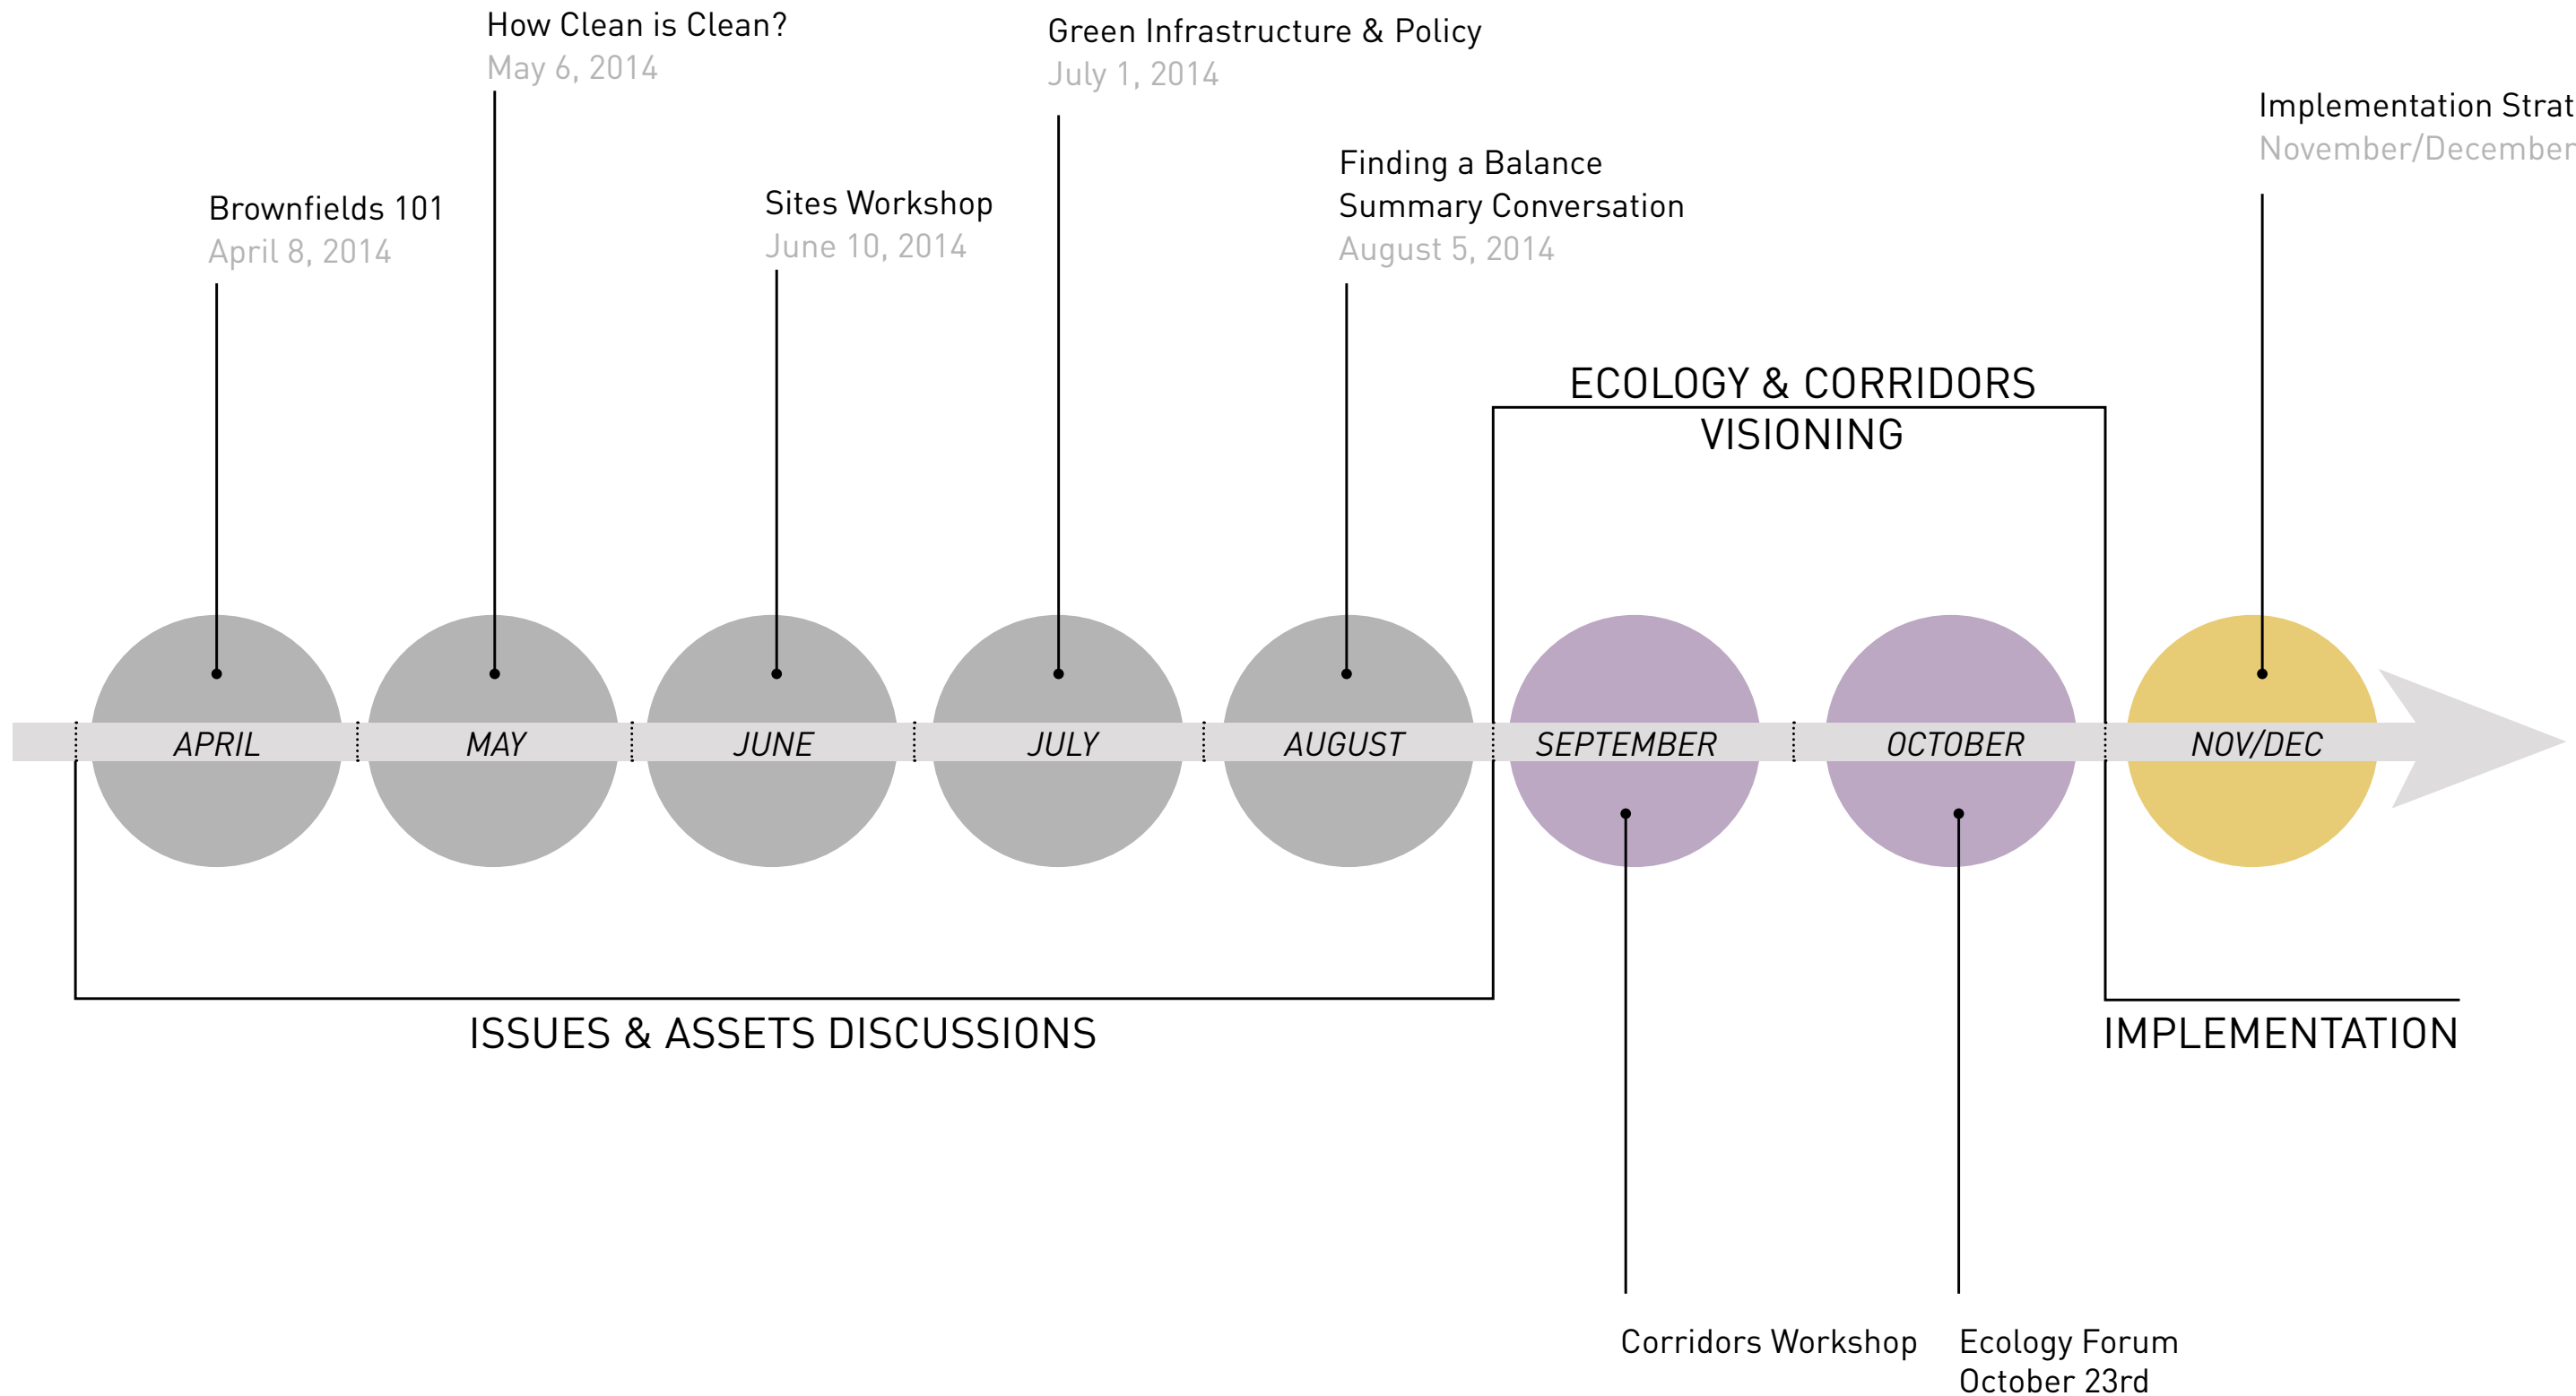 How Clean is Clean?
May 6, 2014
Green Infrastructure & Policy
July 1, 2014
Implementation Strat
November/December
Finding a Balance
Summary Conversation
August 5, 2014
Brownfields 101
April 8, 2014
Sites Workshop
June 10, 2014
ECOLOGY & CORRIDORS
VISIONING
APRIL
MAY
JUNE
JULY
AUGUST
SEPTEMBER
OCTOBER
NOV/DEC
ISSUES & ASSETS DISCUSSIONS
IMPLEMENTATION
Corridors Workshop
Ecology Forum
October 23rd